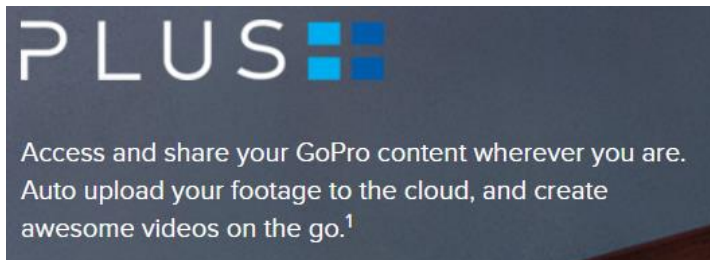 PLUS
Access and share your GoPro content wherever you are.
Auto upload your footage to the cloud, and create
awesome videos on the go.¹